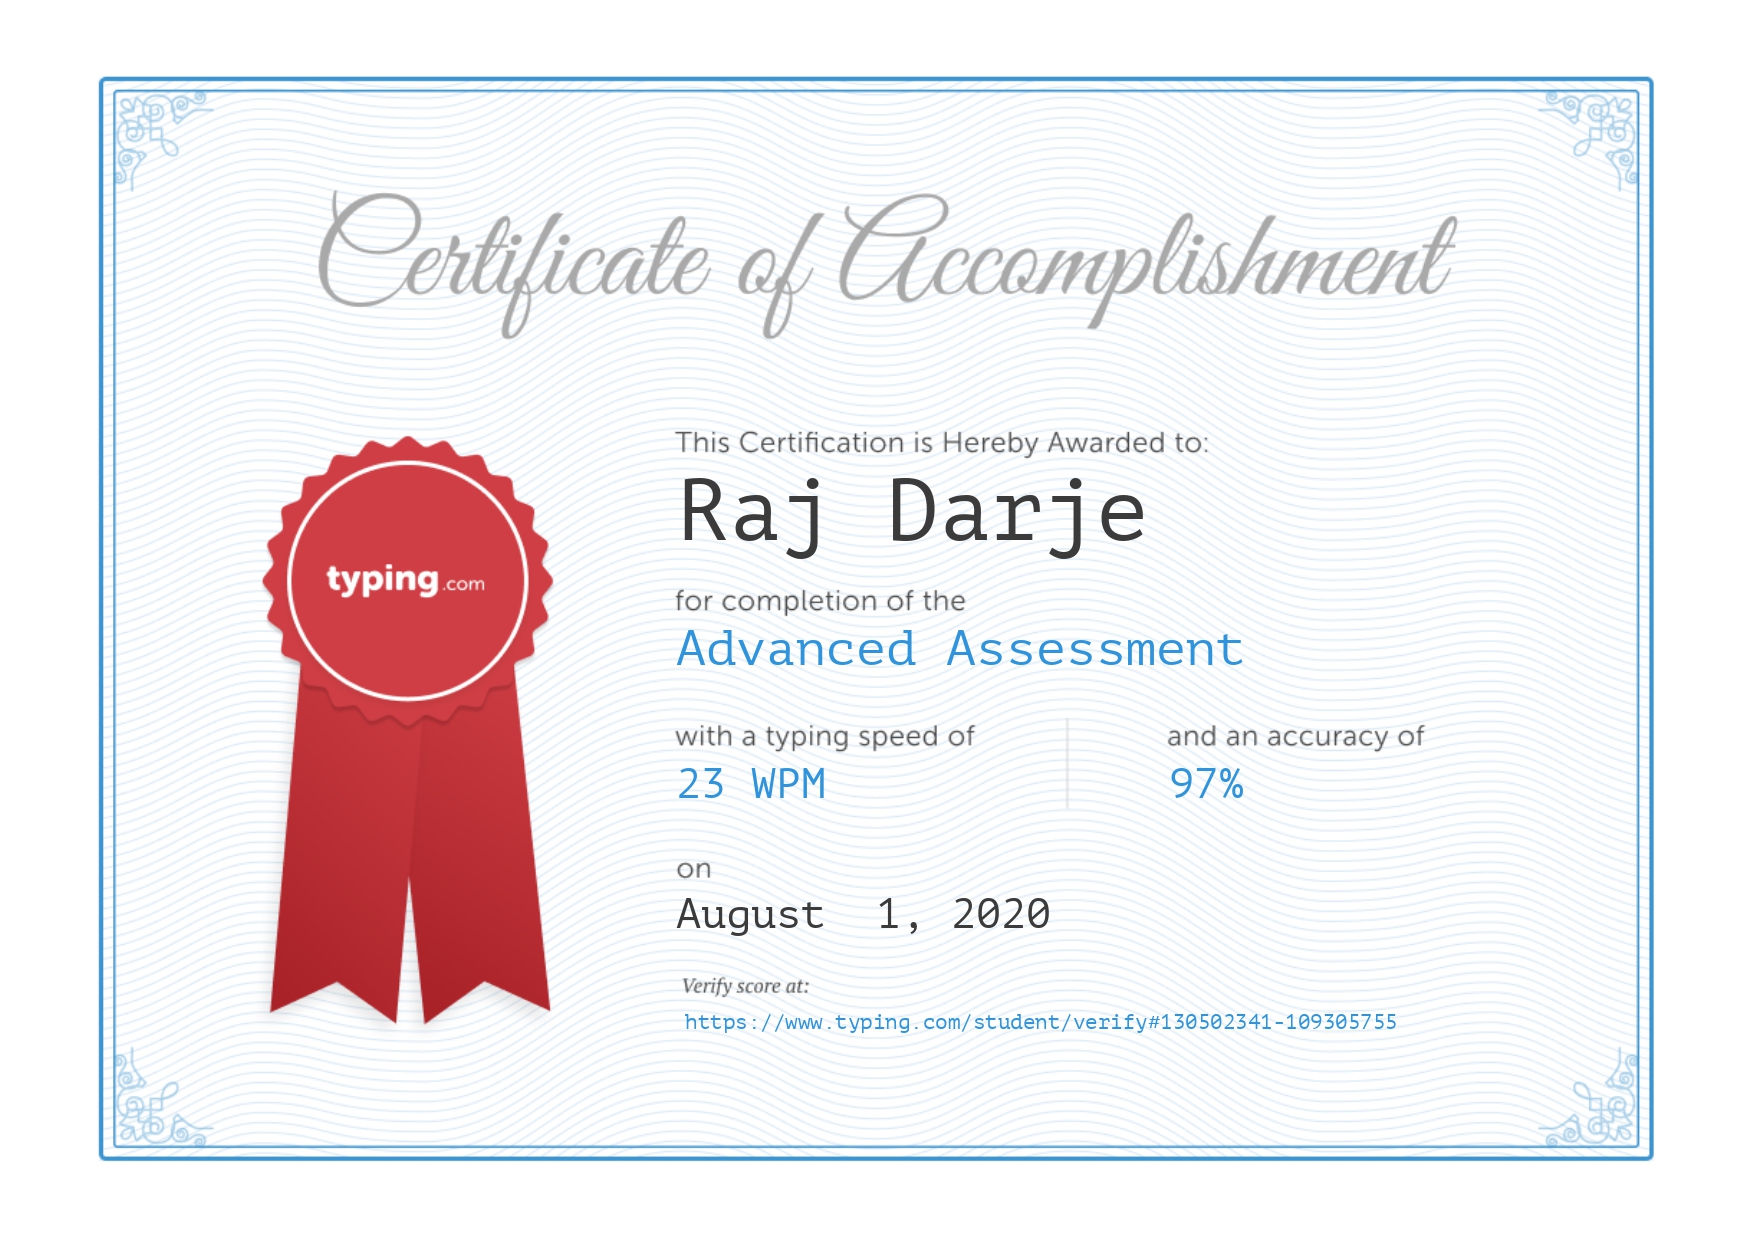 Certificate of Accomplishment
typing.com
This Certification is Hereby Awarded to:
Raj Darje
for completion of the
Advanced Assessment
with a typing speed of
23 WPM
and an accuracy of
97%
on
August  1, 2020
Verify score at:
https://www.typing.com/student/verify#130502341-109305755